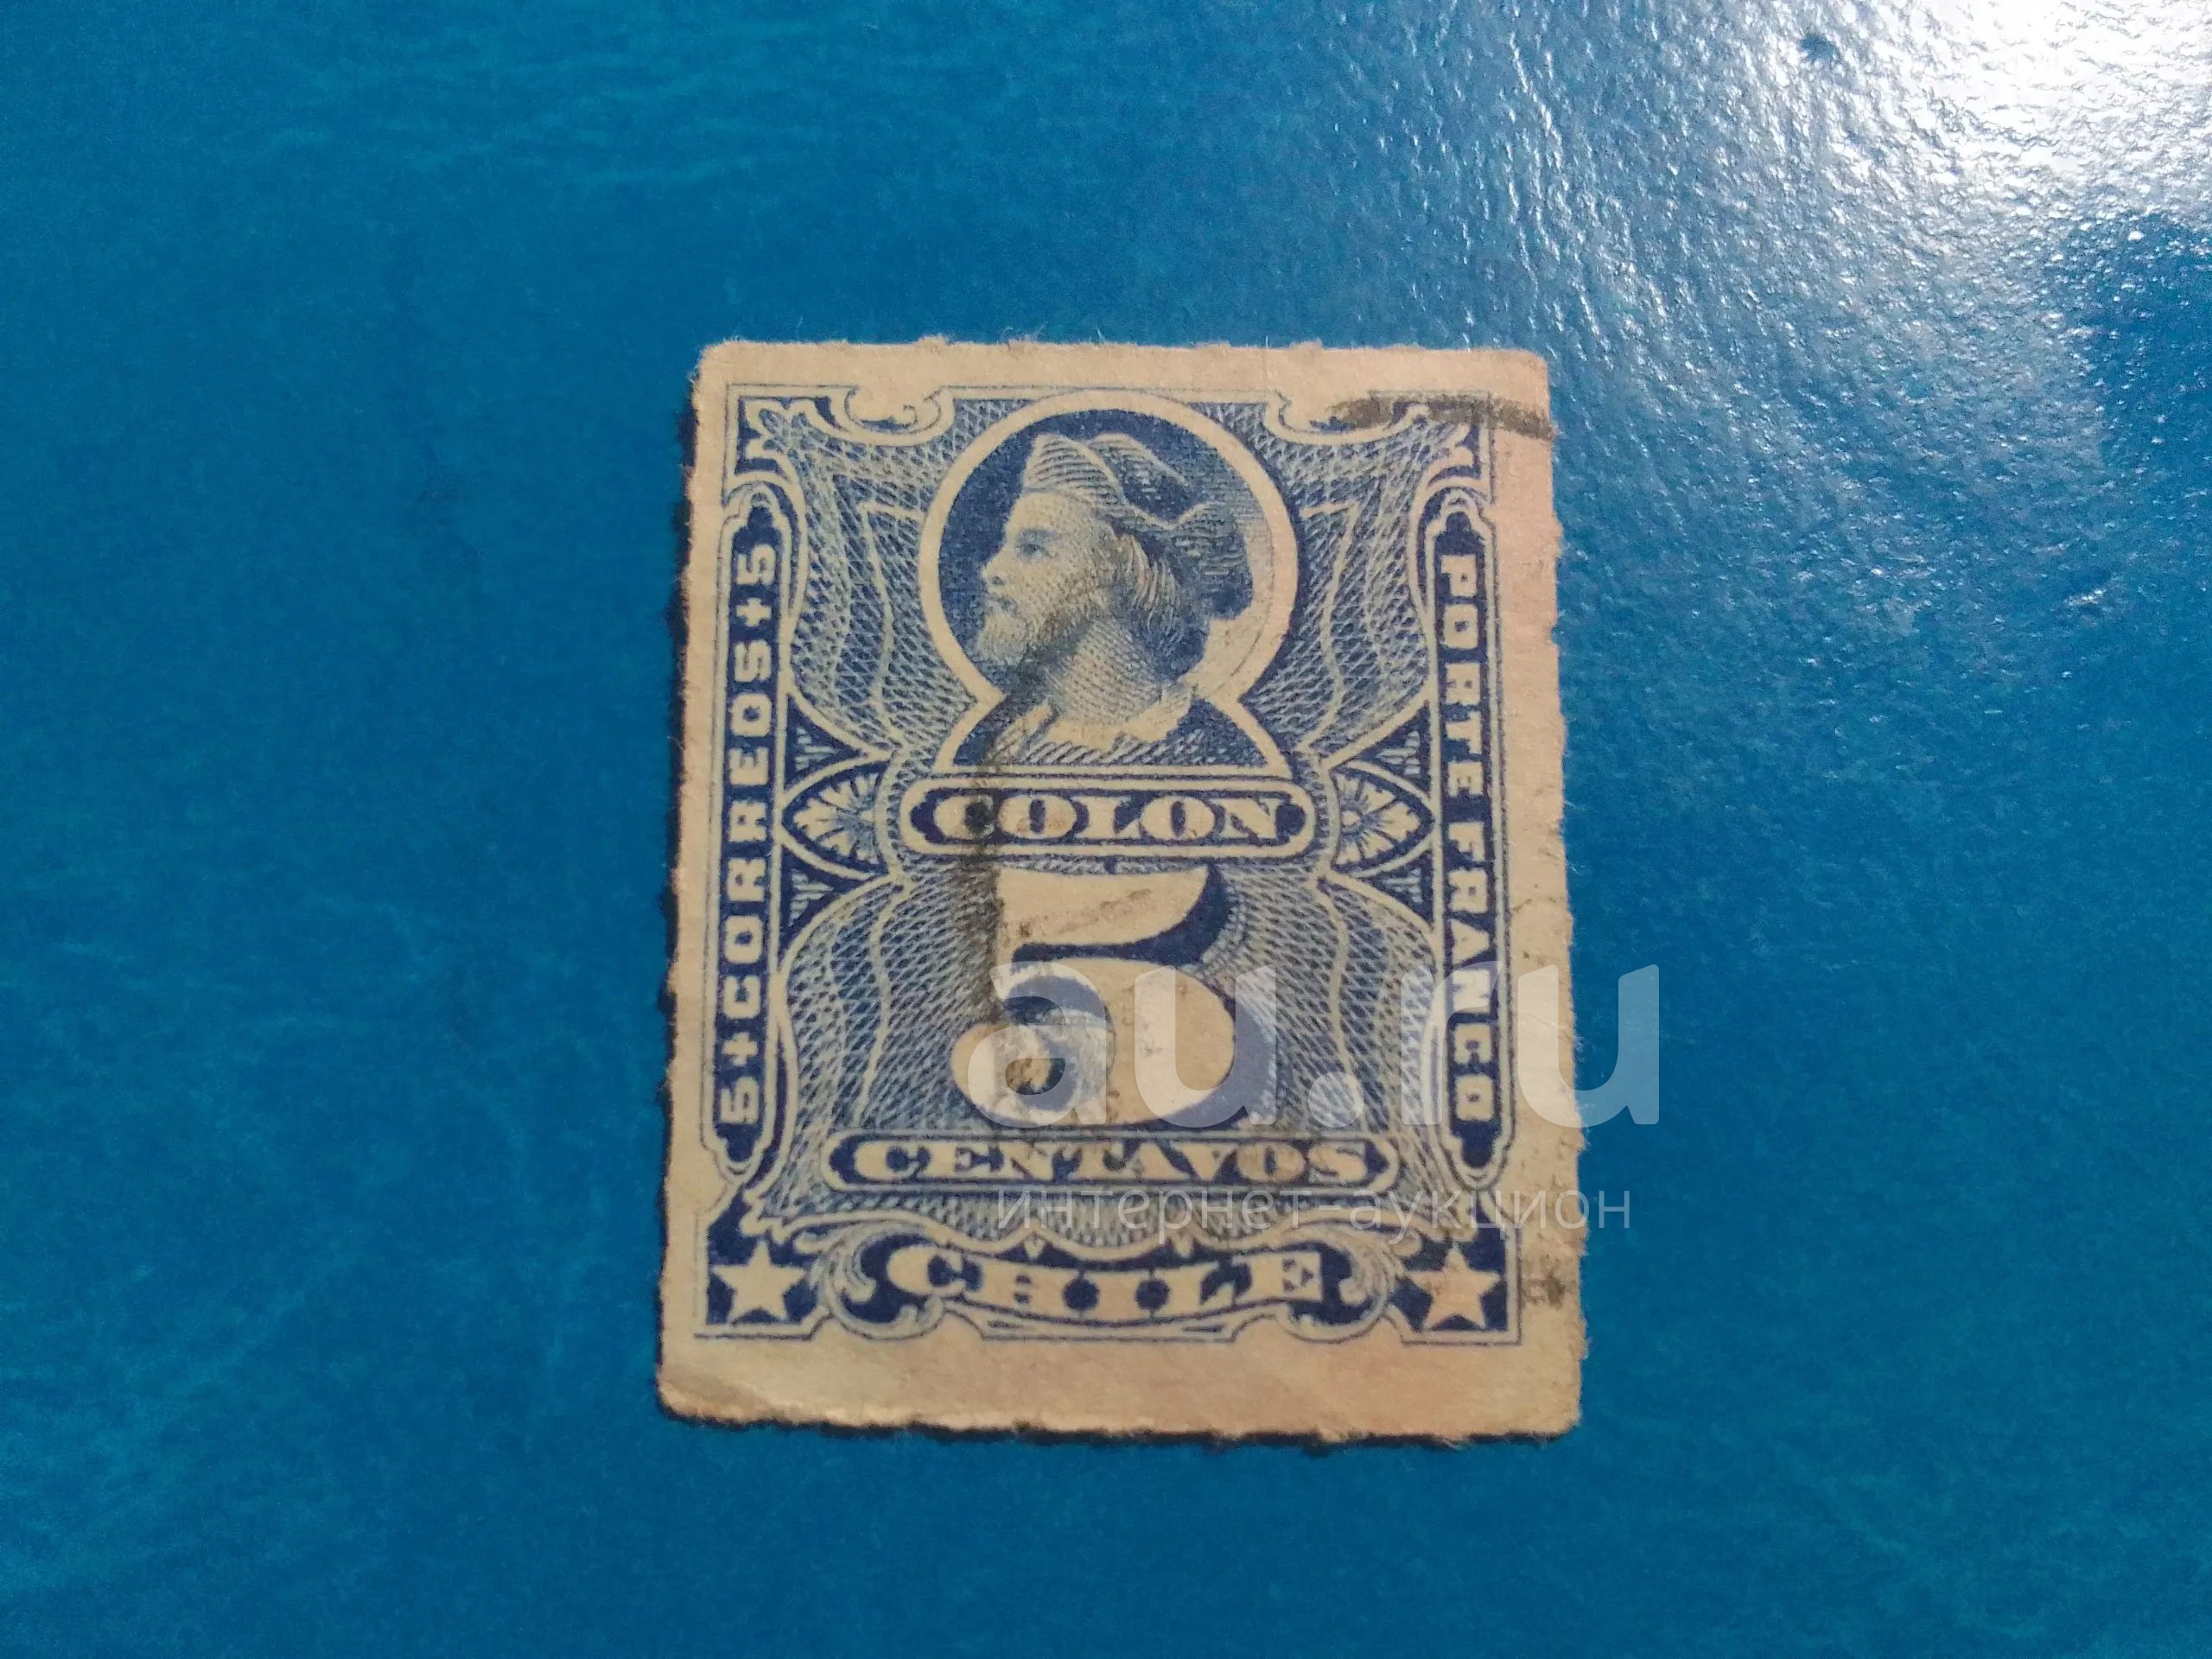 5+CORREOS+5
PORTE FRANCO
COLON
5
CENTAVOS
CHILE
au.ru
интернет-аукцион